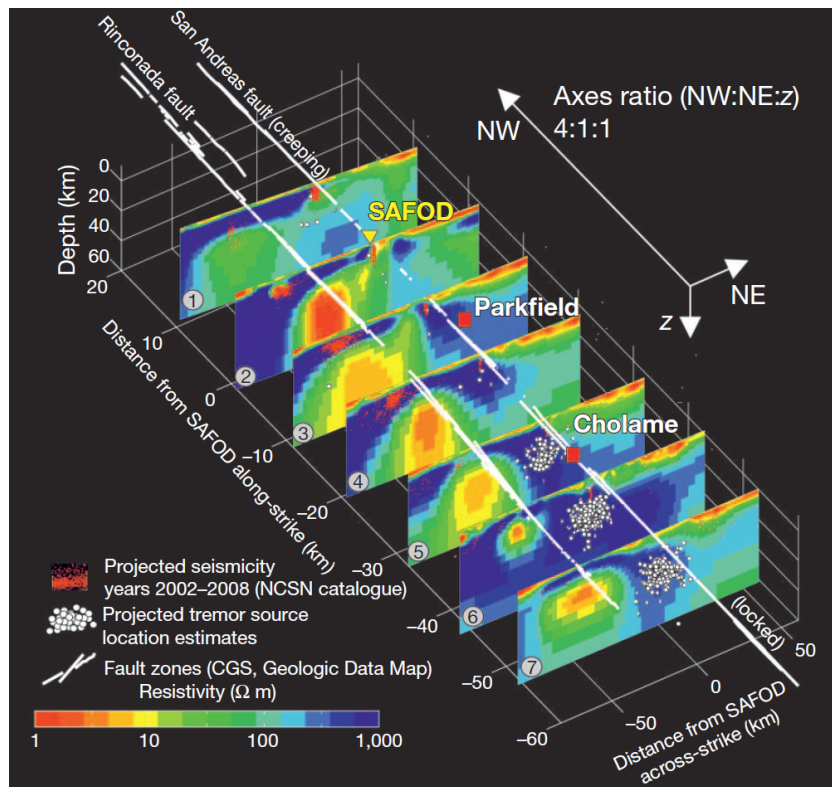 Rinconada fault
San Andreas fault (creeping)
Axes ratio (NW:NE:z)
4:1:1
NW
NE
z
Depth (km)
0
20
40
60
SAFOD
Parkfield
Cholame
(locked)
1
2
3
4
5
6
7
20
10
0
−10
−20
−30
−40
−50
−60
Distance from SAFOD along-strike (km)
−50
0
50
Distance from SAFOD
across-strike (km)
Projected seismicity
years 2002–2008 (NCSN catalogue)
Projected tremor source
location estimates
Fault zones (CGS, Geologic Data Map)
Resistivity (Ω m)
1
10
100
1,000